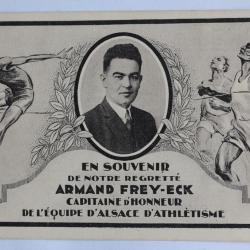 EN SOUVENIR
DE NOTRE REGRETTÉ
ARMAND FREY-ECK
CAPITAINE D'HONNEUR
DE L'ÉQUIPE D'ALSACE D'ATHLÉTISME